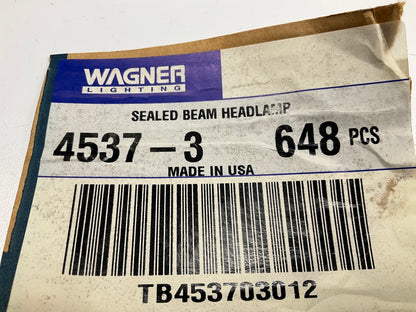 WAGNER
LIGHTING
SEALED BEAM HEADLAMP
4537-3 648 PCS
MADE IN USA
TB453703012